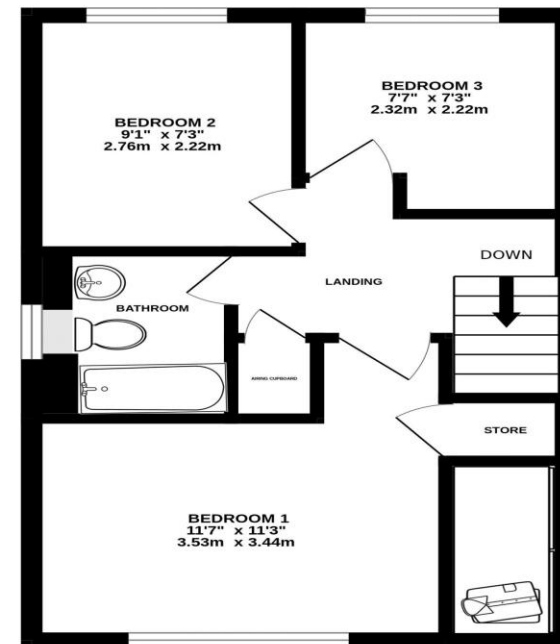 BEDROOM 3
7'7" x 7'3"
2.32m x 2.22m
BEDROOM 2
9'1" x 7'3"
2.76m x 2.22m
DOWN
LANDING
BATHROOM
AIRING CUPBOARD
STORE
BEDROOM 1
11'7" x 11'3"
3.53m x 3.44m